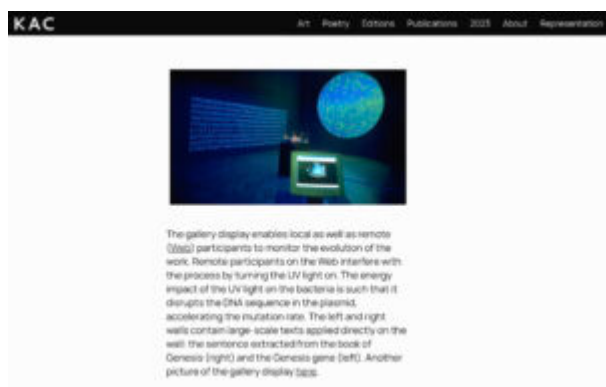 KAC
Art Poetry Editions Publications 2023 About Representation
The gallery display enables local as well as remote
(Web) participants to monitor the evolution of the
work. Remote participants on the Web interfere with
the process by turning the UV light on. The energy
impact of the UV light on the bacteria is such that it
disrupts the DNA sequence in the plasmid,
accelerating the mutation rate. The left and right
walls contain large-scale texts applied directly on the
wall: the sentence extracted from the book of
Genesis (right) and the Genesis gene (left). Another
picture of the gallery display here.